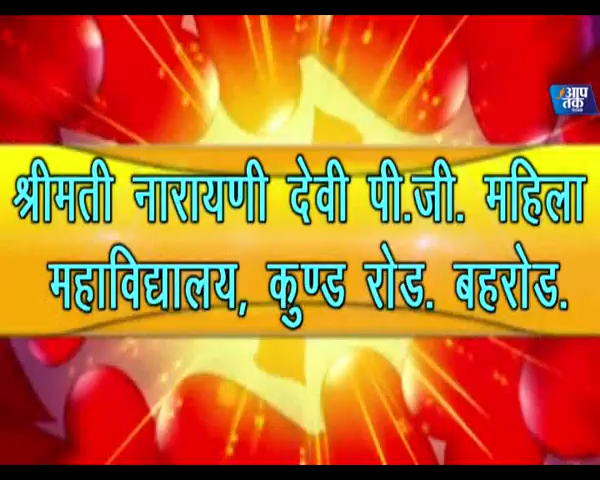 आप
तक
श्रीमती नारायणी देवी पी.जी. महिला
महाविद्यालय, कुण्ड रोड. बहरोड.